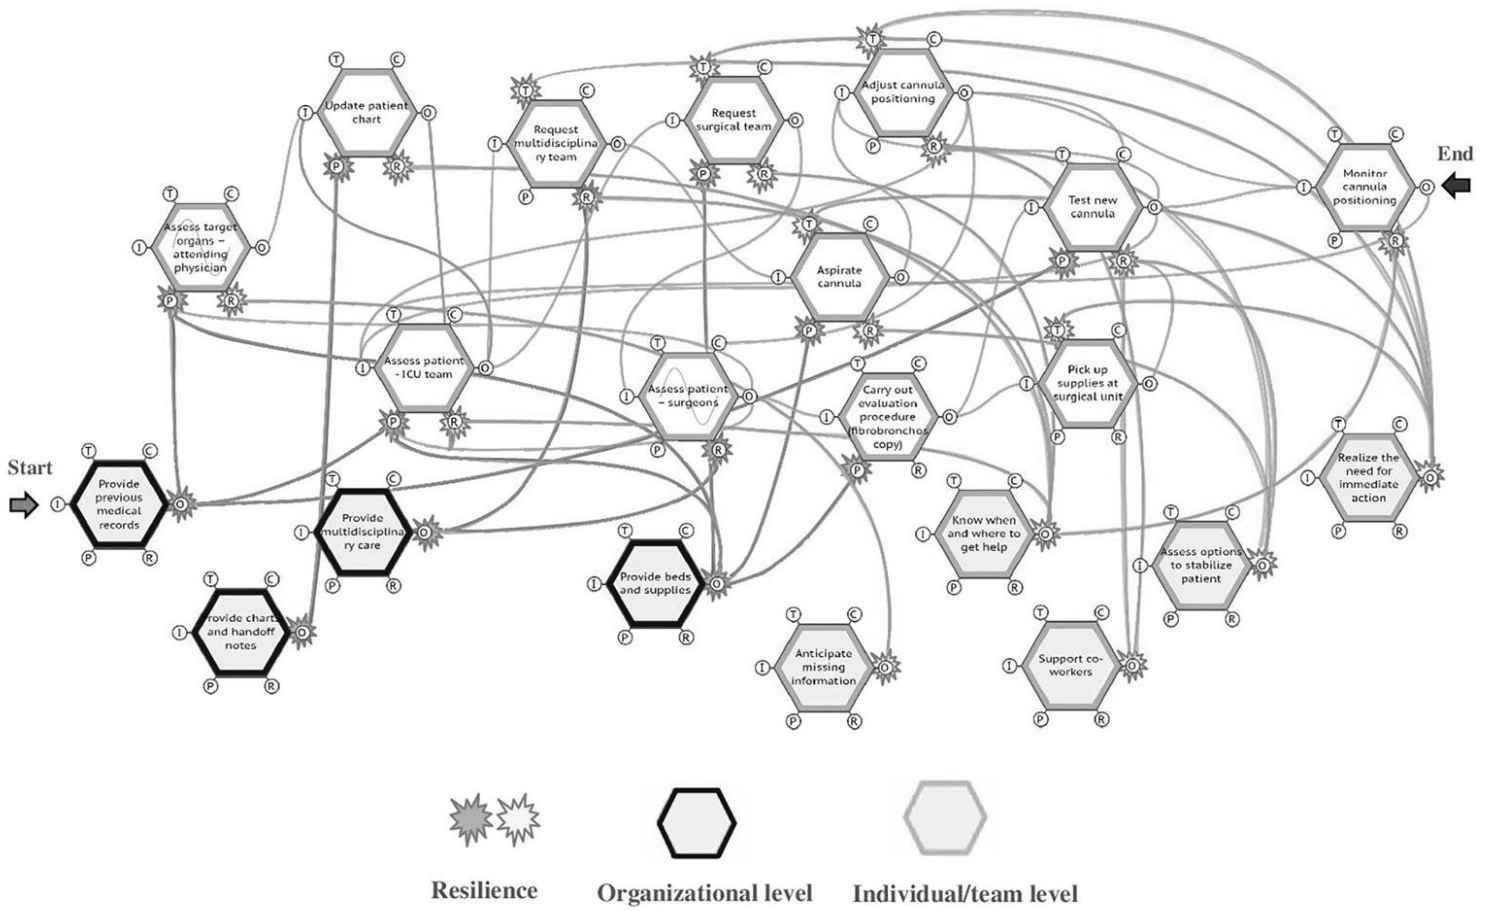 T C
Adjust cannula
positioning
I O
P R
T C
Update patient
chart
I O
P R
T C
Request
multidisciplina
ry team
I O
P R
T C
Request
surgical team
I O
P R
T C
Monitor
cannula
positioning
I O
P R
End
T C
Test new
cannula
I O
P R
T C
Assess target
organs –
attending
physician
I O
P R
T C
Aspirate
cannula
I O
P R
T C
Assess patient
- ICU team
I O
P R
T C
Assess patient
– surgeons
I O
P R
T C
Carry out
evaluation
procedure
(fibrobronchos
copy)
I O
P R
T C
Pick up
supplies at
surgical unit
I O
P R
Start
T C
Provide
previous
medical
records
I O
P R
T C
Provide
multidisciplina
ry care
I O
P R
T C
Know when
and where to
get help
I O
P R
T C
Realize the
need for
immediate
action
I O
P R
T C
Assess options
to stabilize
patient
I O
P R
T C
Provide beds
and supplies
I O
P R
T C
rovide charts
and handoff
notes
I O
P R
T C
Anticipate
missing
information
I O
P R
T C
Support co-
workers
I O
P R
Resilience
Organizational level
Individual/team level